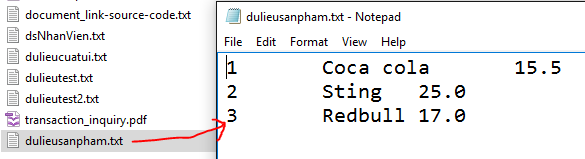 document_link-source-code.txt
dsNhanVien.txt
dulieucuatui.txt
dulieutest.txt
dulieutest2.txt
transaction_inquiry.pdf
dulieusanpham.txt
dulieusanpham.txt - Notepad
File Edit Format View Help
1 Coca cola 15.5
2 Sting 25.0
3 Redbull 17.0